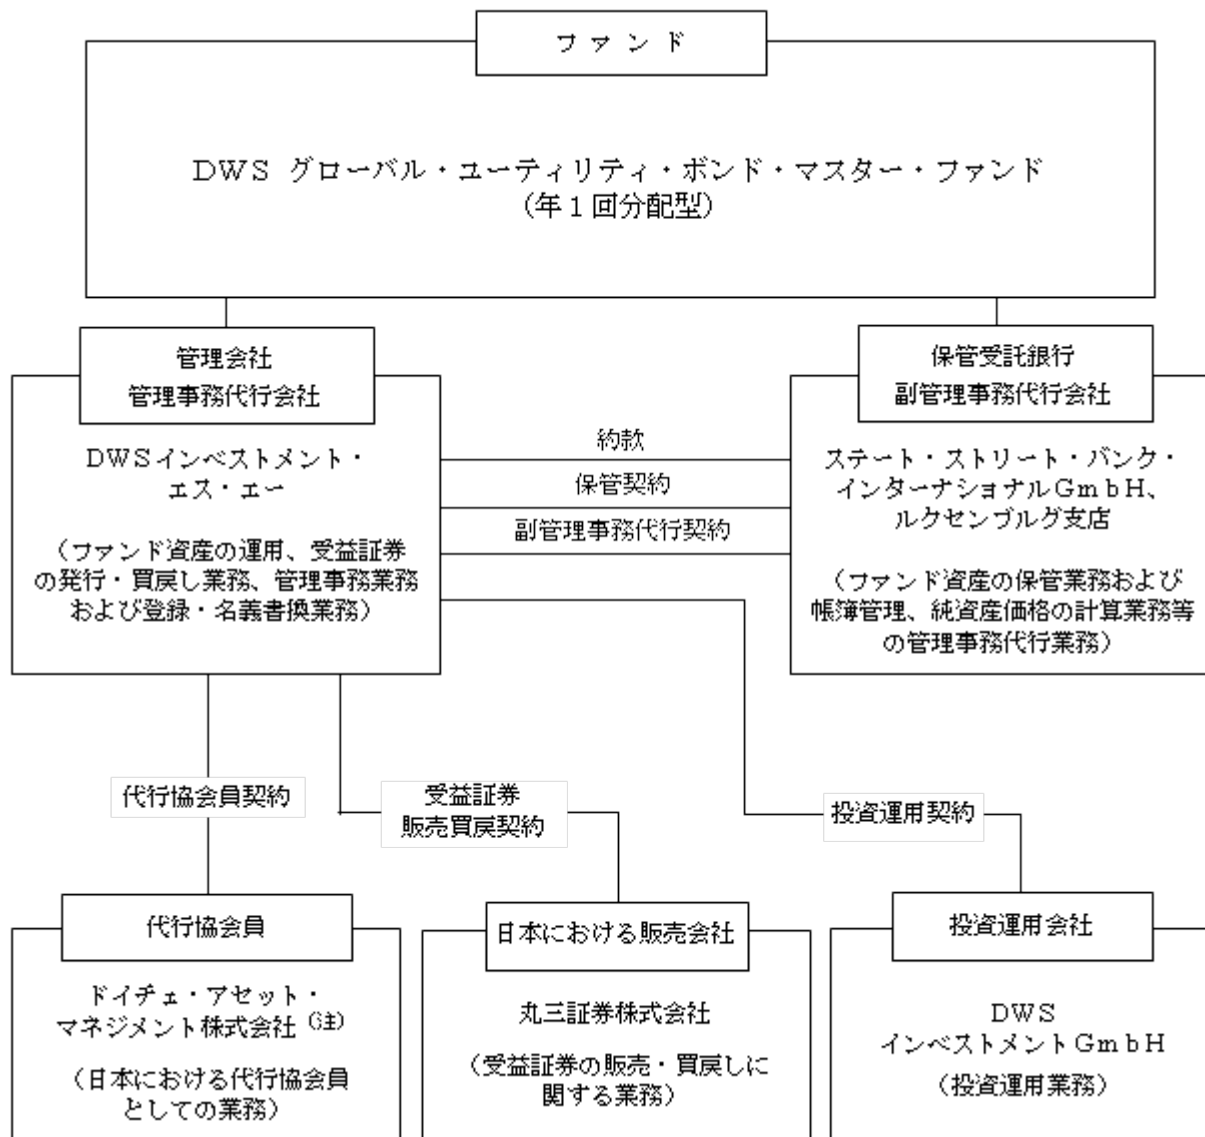 ファンド
DWS グローバル・ユーティリティ・ボンド・マスター・ファンド
（年１回分配型）
管理会社
管理事務代行会社
DWSインベストメント・
エス・エー
（ファンド資産の運用、受益証券
の発行・買戻し業務、管理事務業務
および登録・名義書換業務）
約款
保管契約
副管理事務代行契約
保管受託銀行
副管理事務代行会社
ステート・ストリート・バンク・
インターナショナルGmbH、
ルクセンブルグ支店
（ファンド資産の保管業務および
帳簿管理、純資産価格の計算業務等
の管理事務代行業務）
代行協会員契約
受益証券
販売買戻契約
投資運用契約
代行協会員
ドイチェ・アセット・
マネジメント株式会社（注）
（日本における代行協会員
としての業務）
日本における販売会社
丸三証券株式会社
（受益証券の販売・買戻しに
関する業務）
投資運用会社
DWS
インベストメントGmbH
（投資運用業務）